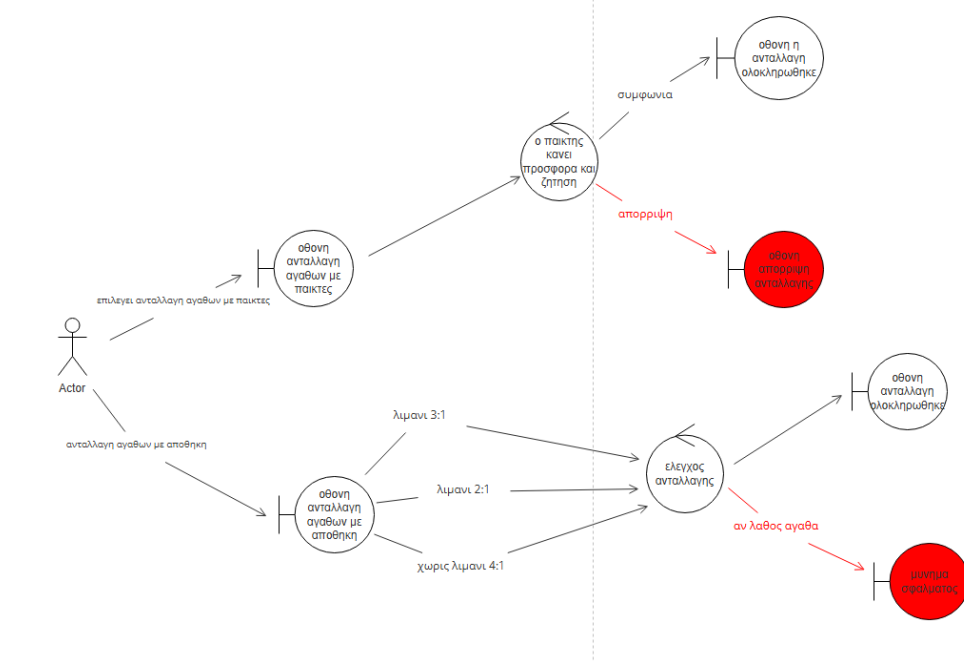 οθονη η
ανταλλαγη
ολοκληρωθηκε
συμφωνια
ο παικτης
κανει
προσφορα και
ζητηση
απορριψη
οθονη
απορριψη
ανταλλαγης
οθονη
ανταλλαγη
αγαθων με
παικτες
επιλεγει ανταλλαγη αγαθων με παικτες
Actor
ανταλλαγη αγαθων με αποθηκη
οθονη
ανταλλαγη
αγαθων με
αποθηκη
λιμανι 3:1
λιμανι 2:1
χωρις λιμανι 4:1
ελεγχος
ανταλλαγης
οθονη
ανταλλαγη
ολοκληρωθηκε
αν λαθος αγαθα
μυνημα
σφαλματος